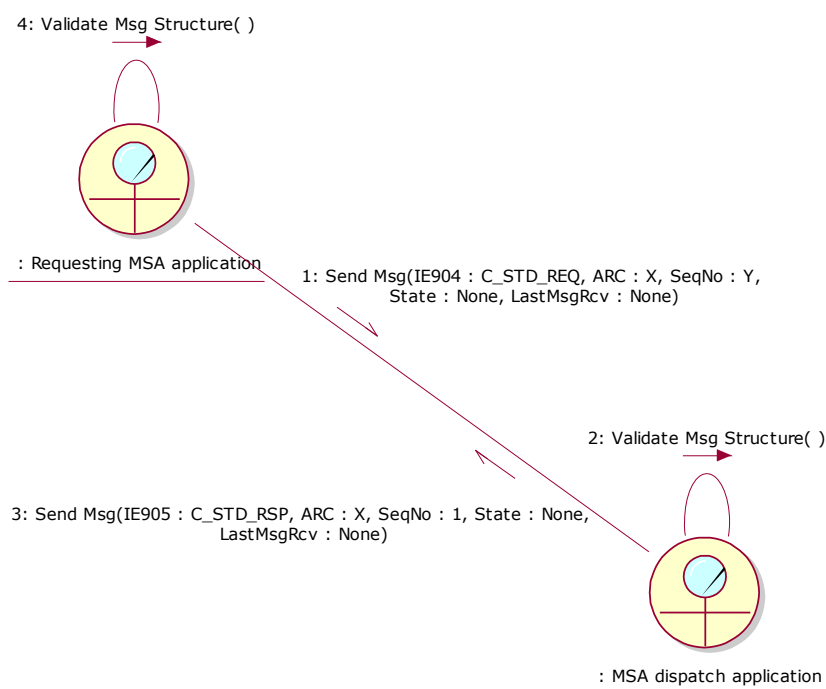 4: Validate Msg Structure( )
: Requesting MSA application
1: Send Msg(IE904 : C_STD_REQ, ARC : X, SeqNo : Y,
State : None, LastMsgRcv : None)
2: Validate Msg Structure( )
3: Send Msg(IE905 : C_STD_RSP, ARC : X, SeqNo : 1, State : None,
LastMsgRcv : None)
: MSA dispatch application